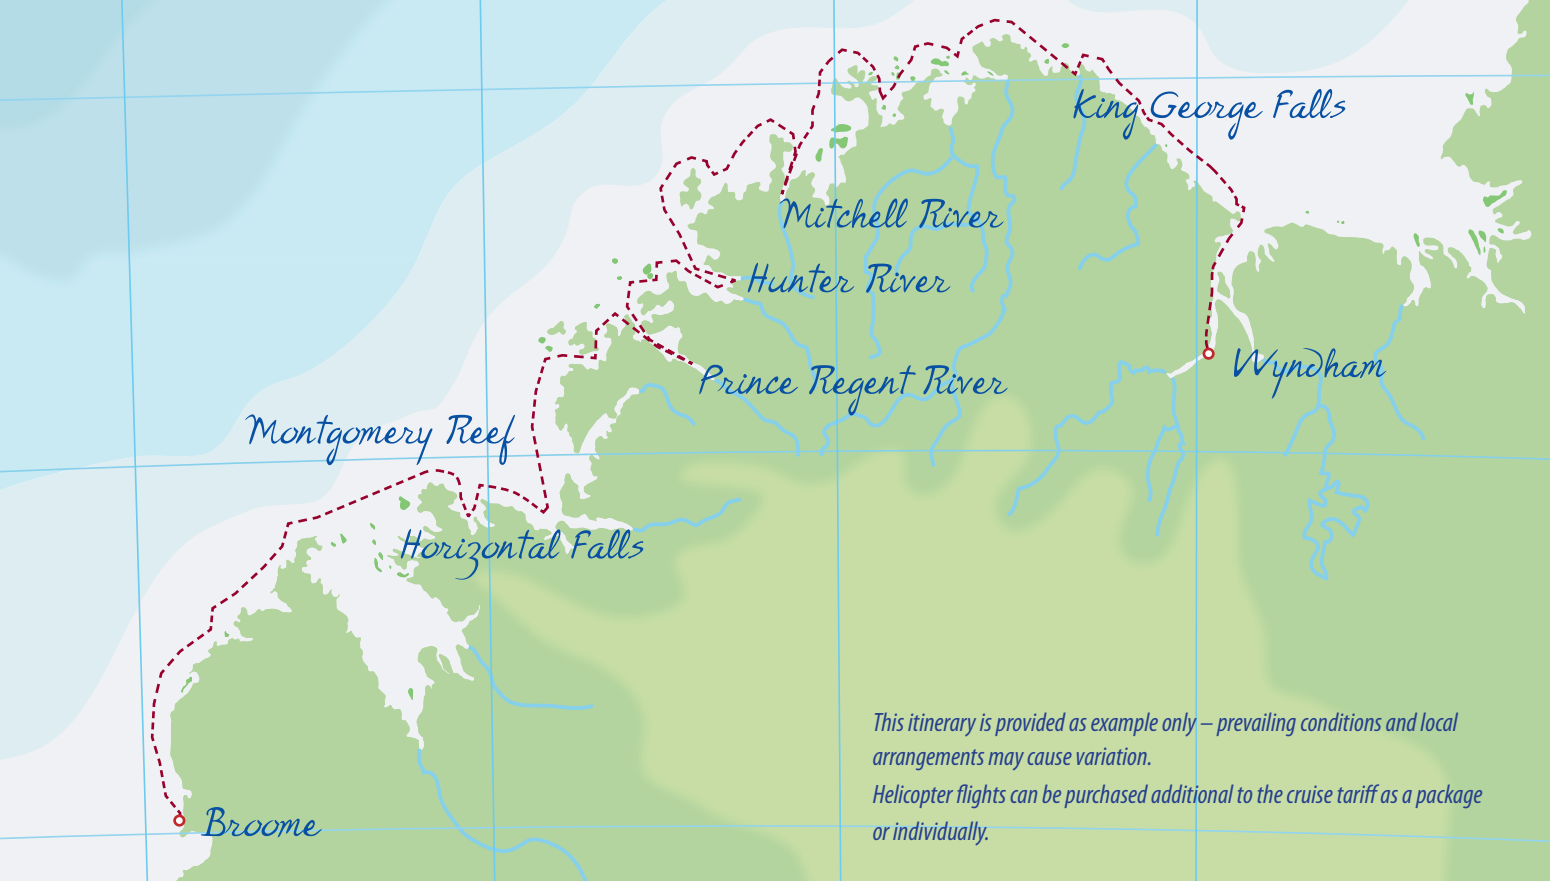 King George Falls
Mitchell River
Hunter River
Prince Regent River
Wyndham
Montgomery Reef
Horizontal Falls
Broome
This itinerary is provided as example only – prevailing conditions and local
arrangements may cause variation.
Helicopter flights can be purchased additional to the cruise tariff as a package
or individually.